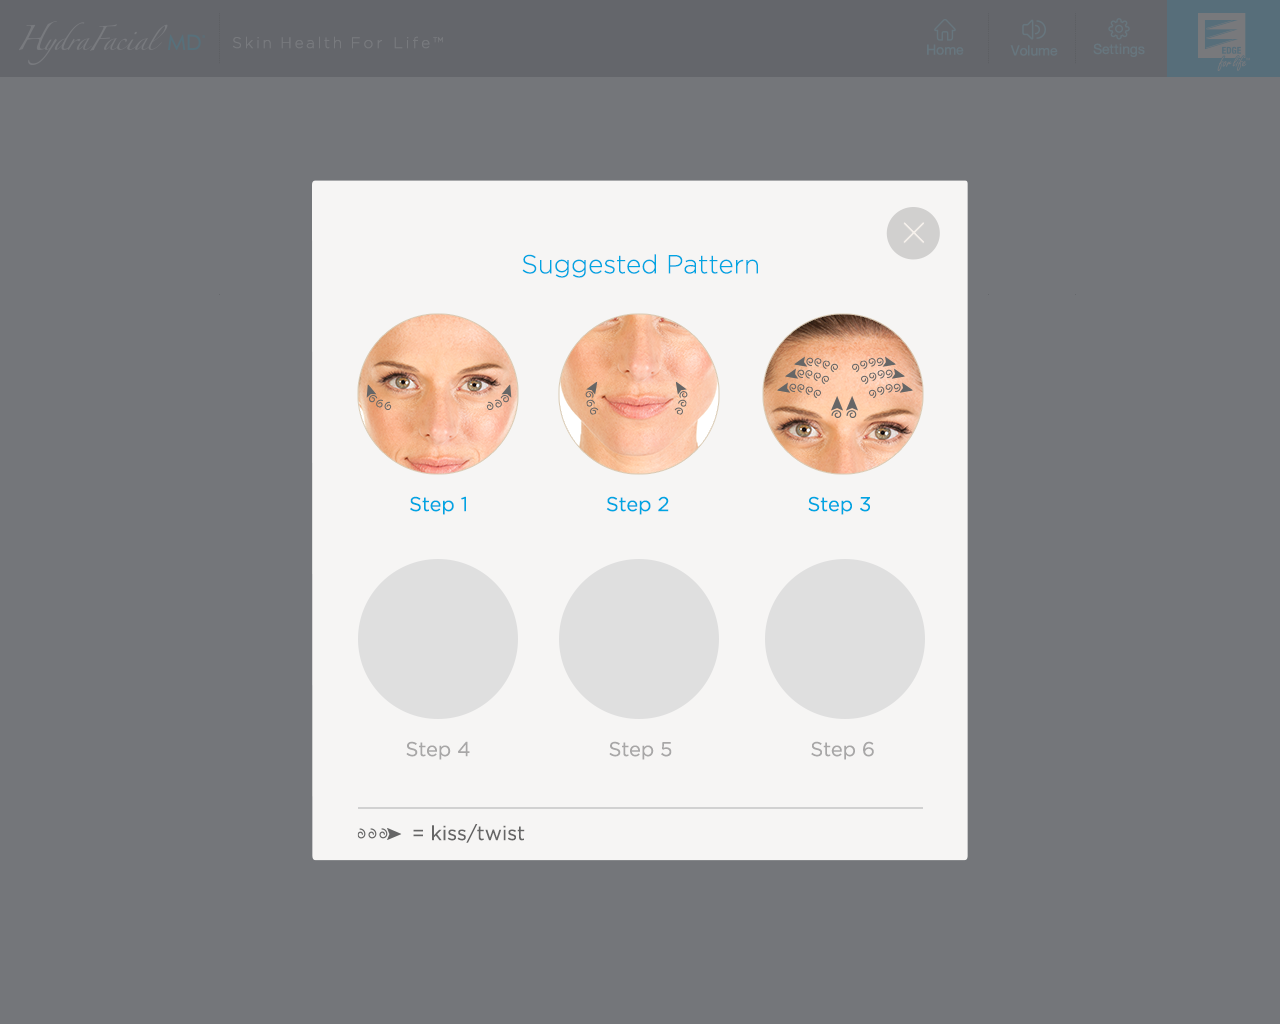 HydraFacial MD
Skin Health For Life™
Home
Volume
Settings
EDGE
for life
Suggested Pattern
Step 1
Step 2
Step 3
Step 4
Step 5
Step 6
= kiss/twist